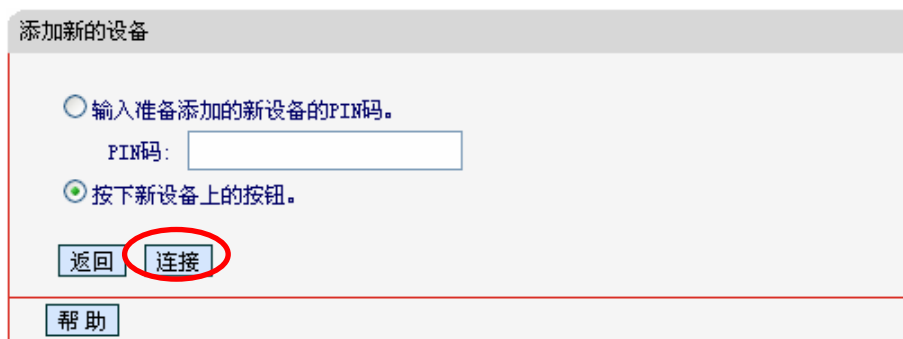 添加新的设备
输入准备添加的新设备的PIN码。
PIN码:
按下新设备上的按钮。
返回 连接
帮助